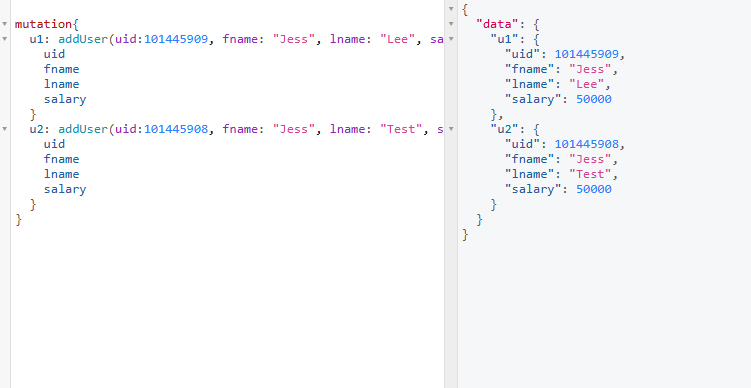 mutation{
u1: addUser(uid:101445909, fname: "Jess", lname: "Lee", sa
uid
fname
lname
salary
}
u2: addUser(uid:101445908, fname: "Jess", lname: "Test", s
uid
fname
lname
salary
}
}
{
"data": {
"u1": {
"uid": 101445909,
"fname": "Jess",
"lname": "Lee",
"salary": 50000
},
"u2": {
"uid": 101445908,
"fname": "Jess",
"lname": "Test",
"salary": 50000
}
}
}